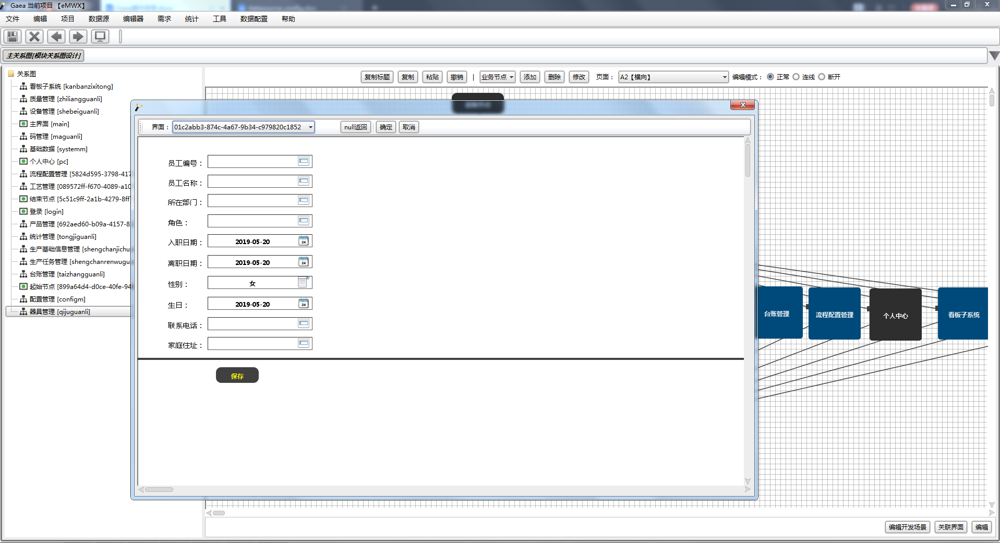 Gaea 当前项目 【eMWX】
文件 编辑 项目 数据源 编辑器 需求 统计 工具 数据配置 帮助
主关系图[模块关系图设计]
关系图
看板子系统 [kanbanzixitong]
质量管理 [zhiliangguanli]
设备管理 [shebeiguanli]
主界面 [main]
码管理 [maguanli]
基础数据 [systemm]
个人中心 [pc]
流程配置管理 [5824d595-3798-417
工艺管理 [089572ff-f670-4089-a10
结束节点 [5c51c9ff-2a1b-4279-8ff
登录 [login]
产品管理 [692aed60-b09a-4157-8
统计管理 [tongjiguanli]
生产基础信息管理 [shengchanjichu
生产任务管理 [shengchanrenwugu
台账管理 [taizhangguanli]
起始节点 [899a64d4-d0ce-40fe-94
配置管理 [configm]
器具管理 [qijuguanli]
复制标题 复制 粘贴 撤销 | 业务节点 添加 删除 修改 页面： A2【横向】 编辑模式： 正常 连线 断开
界面： 01c2abb3-874c-4a67-9b34-c979820c1852 null返回 确定 取消
员工编号：
员工名称：
所在部门：
角色：
入职日期： 2019-05-20
离职日期： 2019-05-20
性别： 女
生日： 2019-05-20
联系电话：
家庭住址：
保存
台账管理 流程配置管理 个人中心 看板子系统
编辑开发场景 关联界面 编辑